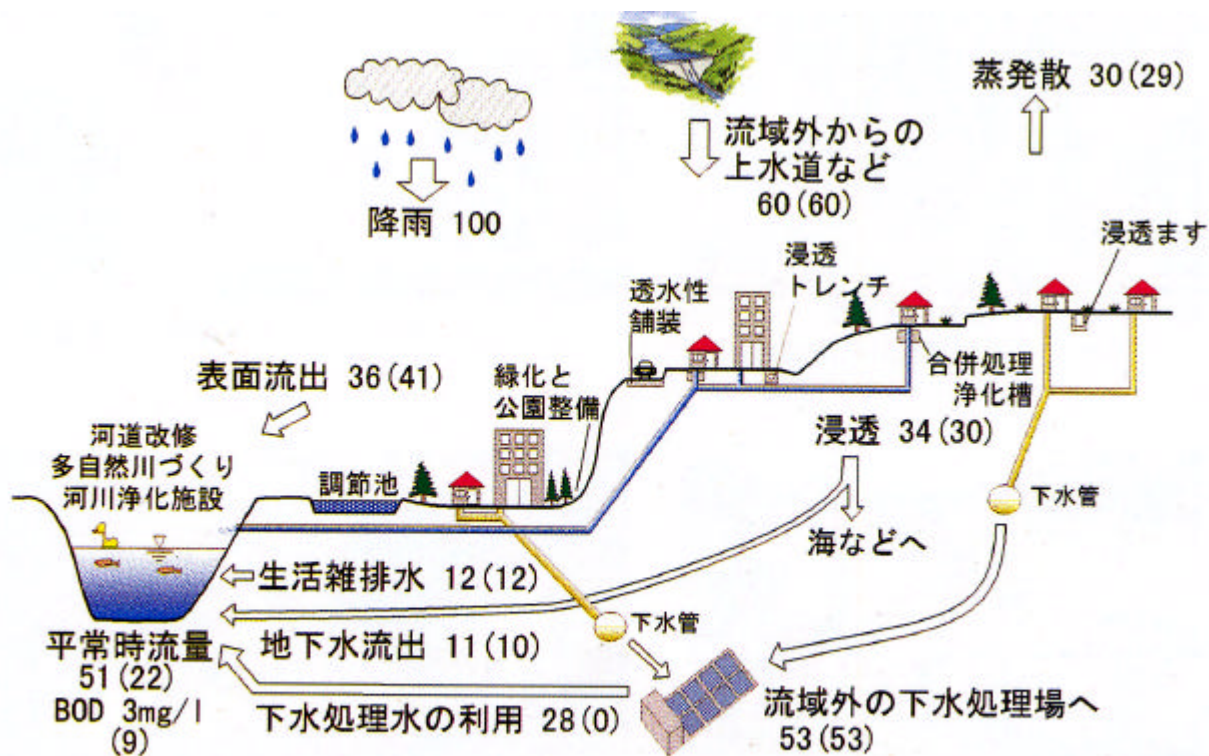 蒸発散 30(29)
流域外からの
上水道など
60(60)
降雨 100
浸透ます
浸透
トレンチ
透水性
舗装
合併処理
浄化槽
表面流出 36(41)
緑化と
公園整備
浸透 34(30)
河道改修
多自然川づくり
河川浄化施設
調節池
下水管
海などへ
生活雑排水 12(12)
下水管
平常時流量
51(22)
BOD 3mg/l
(9)
地下水流出 11(10)
下水処理水の利用 28(0)
流域外の下水処理場へ
53(53)